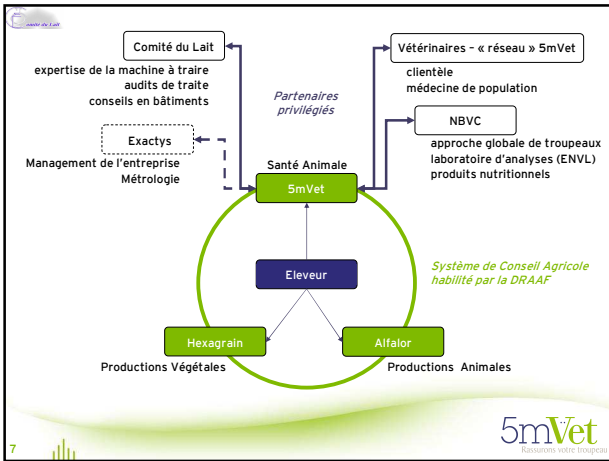 Comité du Lait
Comité du Lait
expertise de la machine à traire
audits de traite
conseils en bâtiments
Vétérinaires – « réseau » 5mVet
clientèle
médecine de population
Partenaires
privilégiés
NBVC
approche globale de troupeaux
laboratoire d'analyses (ENVL)
produits nutritionnels
Exactys
Management de l'entreprise
Métrologie
Santé Animale
5mVet
Eleveur
Système de Conseil Agricole
habilité par la DRAAF
Hexagrain
Alfalor
Productions Végétales
Productions Animales
7
5mVet
Rassurons votre troupeau